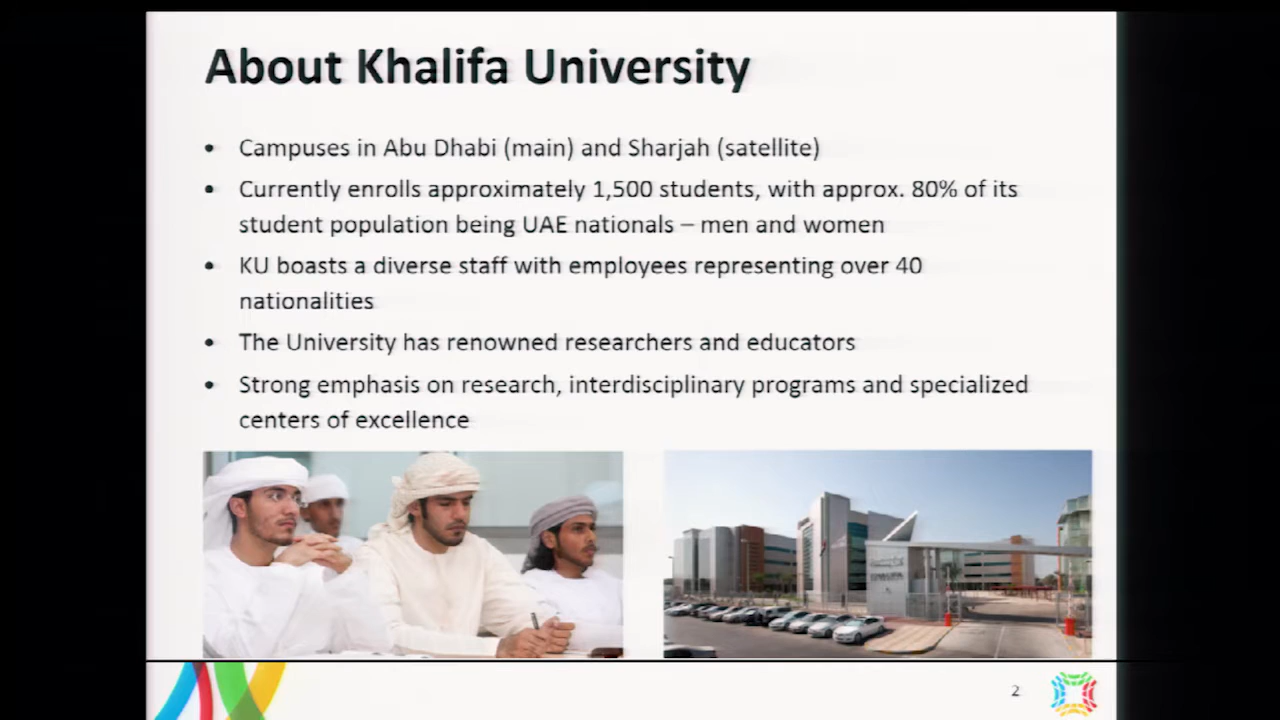 About Khalifa University
• Campuses in Abu Dhabi (main) and Sharjah (satellite)
• Currently enrolls approximately 1,500 students, with approx. 80% of its
student population being UAE nationals – men and women
• KU boasts a diverse staff with employees representing over 40
nationalities
• The University has renowned researchers and educators
• Strong emphasis on research, interdisciplinary programs and specialized
centers of excellence
2